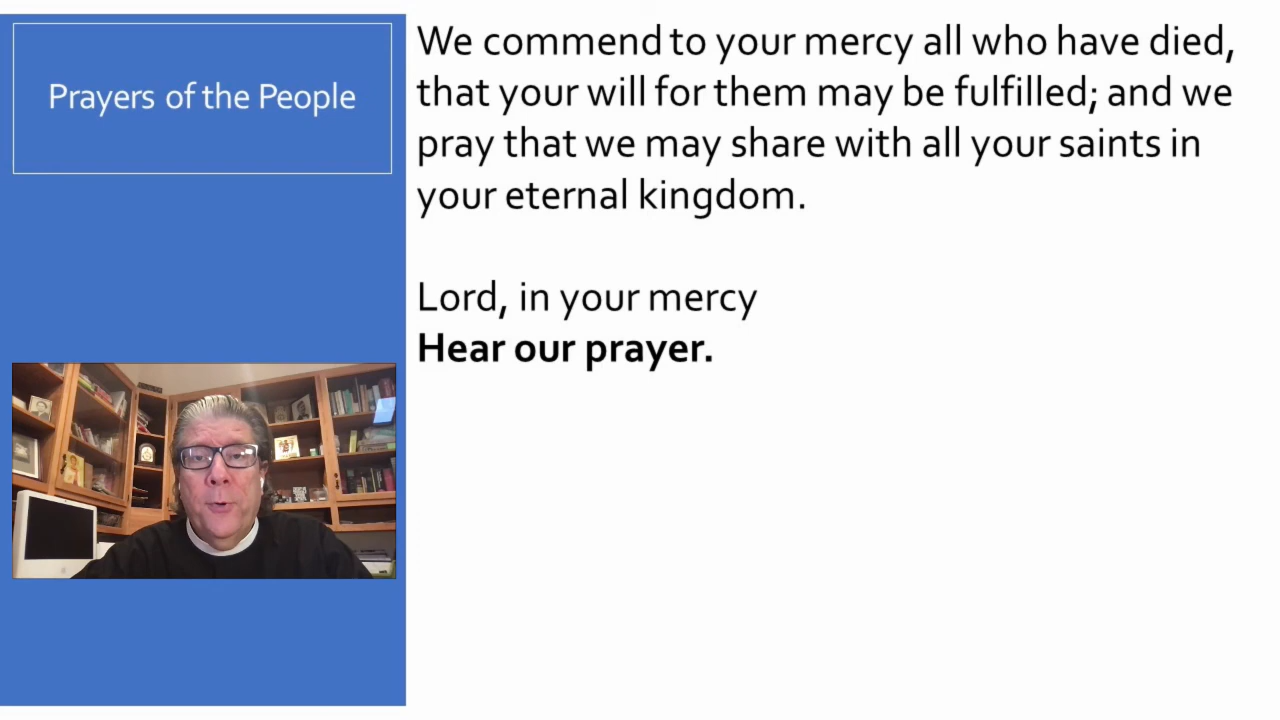 Prayers of the People
We commend to your mercy all who have died,
that your will for them may be fulfilled; and we
pray that we may share with all your saints in
your eternal kingdom.
Lord, in your mercy
Hear our prayer.